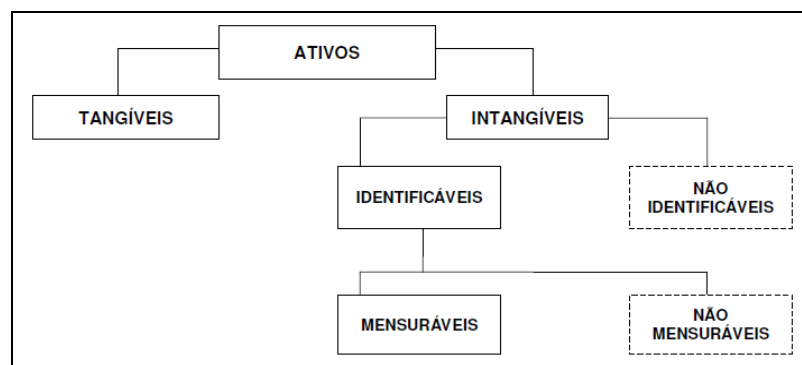 ATIVOS
TANGÍVEIS
INTANGÍVEIS
IDENTIFICÁVEIS
NÃO
IDENTIFICÁVEIS
MENSURÁVEIS
NÃO
MENSURÁVEIS